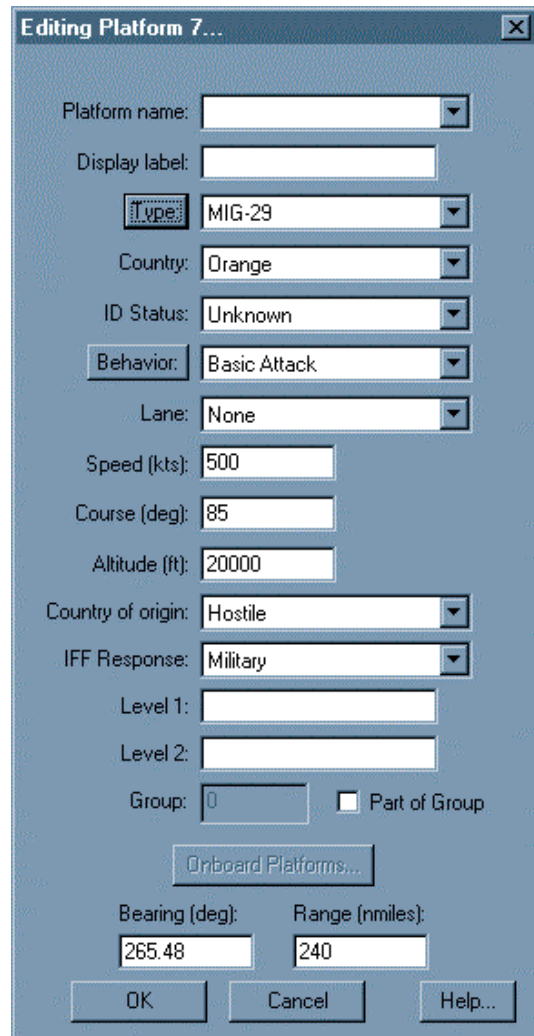 Editing Platform 7...
Platform name:
Display label:
Type: MIG-29
Country: Orange
ID Status: Unknown
Behavior: Basic Attack
Lane: None
Speed (kts): 500
Course (deg): 85
Altitude (ft): 20000
Country of origin: Hostile
IFF Response: Military
Level 1:
Level 2:
Group: 0 Part of Group
Onboard Platforms...
Bearing (deg): Range (nmiles):
265.48 240
OK Cancel Help...